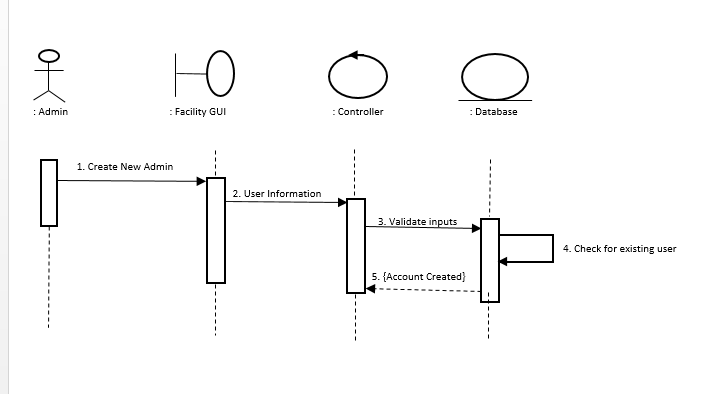 : Admin
: Facility GUI
: Controller
: Database
1. Create New Admin
2. User Information
3. Validate inputs
4. Check for existing user
5. {Account Created}